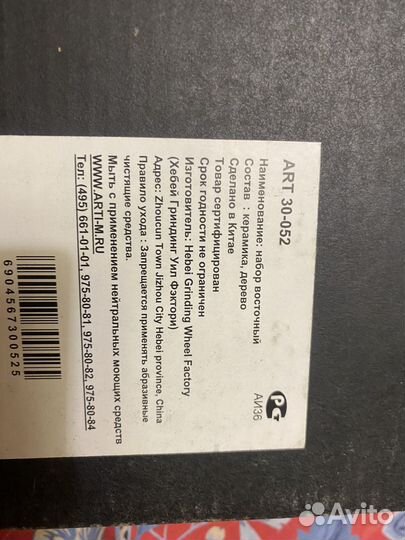 ART 30-052
Наименование: набор восточный
Состав : керамика, дерево
Сделано в Китае
Товар сертифицирован
Срок годности не ограничен
Изготовитель: Hebei Grinding Wheel Factory
(Хебей Гриндинг Уил Фэктори)
Адрес: Zhoucun Town Jizhou City Hebei province, China
Правило ухода : Запрещается применять абразивные
чистящие средства.
Мыть с применением нейтральных моющих средств
WWW.ARTI-M.RU
Тел: (495) 661-01-01, 975-80-81, 975-80-82, 975-80-84
РСТ
АИ36
6904567300525
Avito